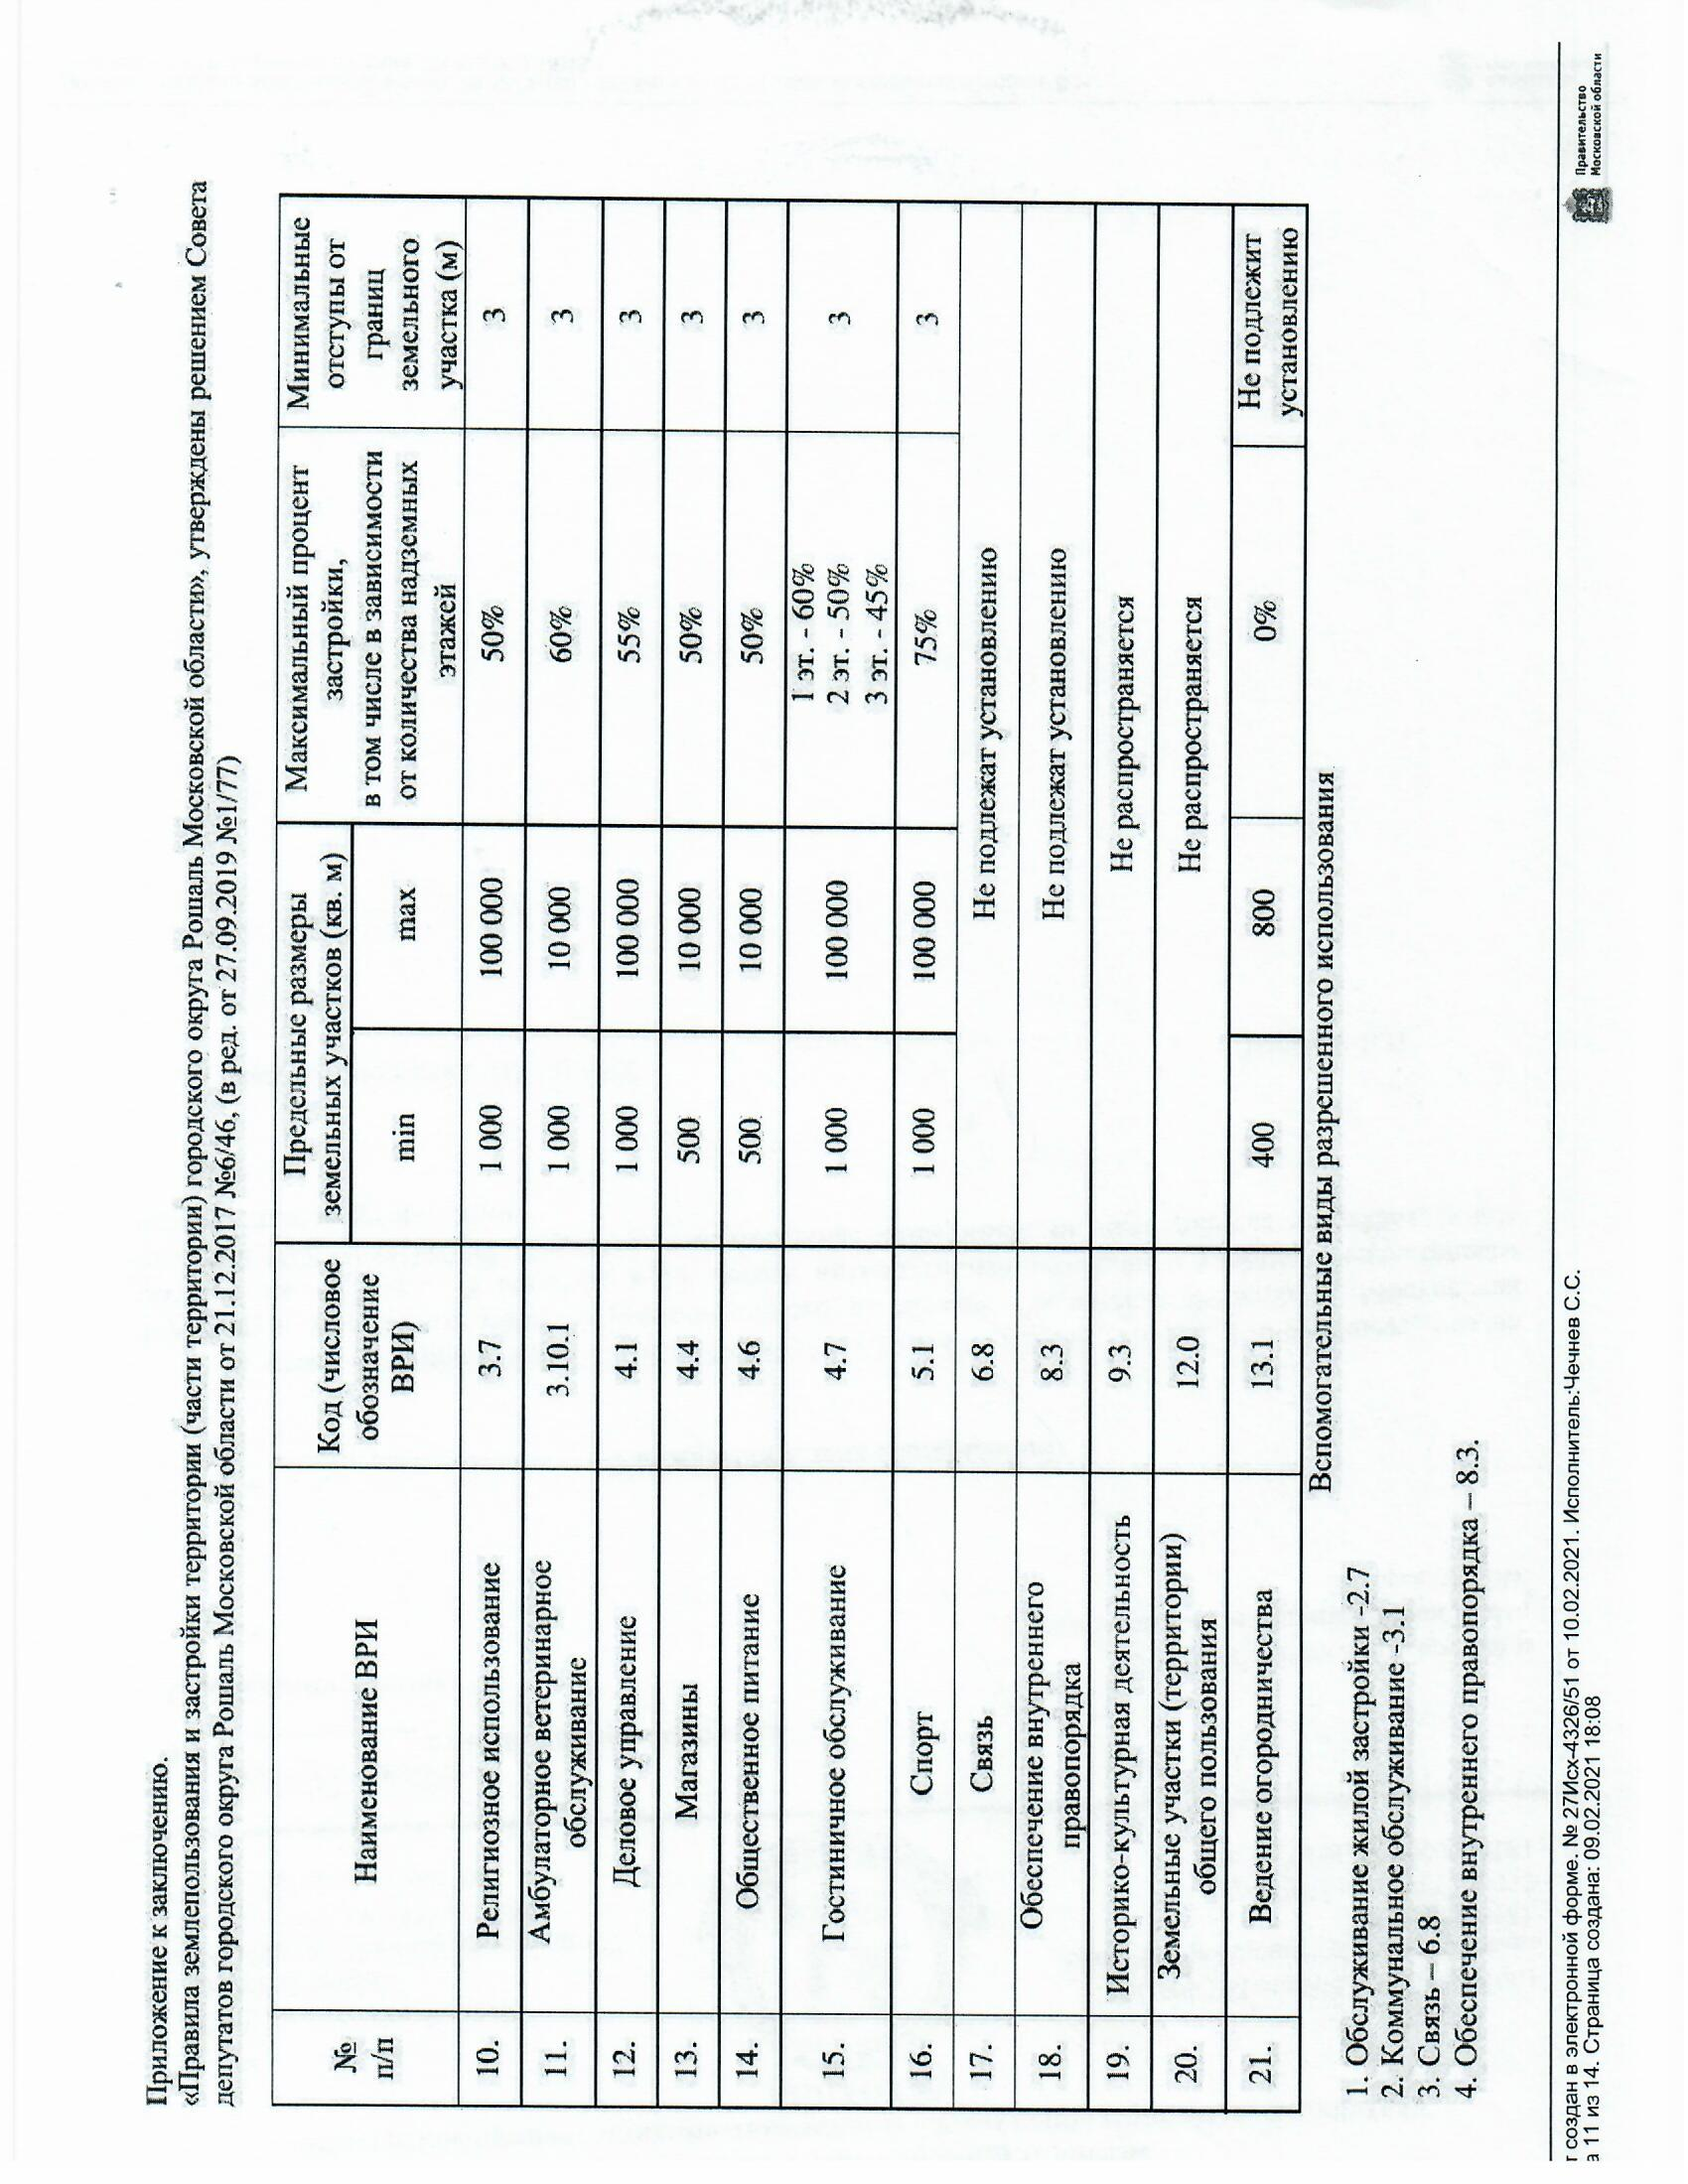 Приложение к заключению.
«Правила землепользования и застройки территории (части территории) городского округа Рошаль Московской области», утверждены решением Совета
депутатов городского округа Рошаль Московской области от 21.12.2017 №6/46, (в ред. от 27.09.2019 №1/77)
№
п/п
Наименование ВРИ
Код (числовое
обозначение
ВРИ)
Предельные размеры
земельных участков (кв. м)
min
max
Максимальный процент
застройки,
в том числе в зависимости
от количества надземных
этажей
Минимальные
отступы от
границ
земельного
участка (м)
10. Религиозное использование 3.7 1 000 100 000 50% 3
11. Амбулаторное ветеринарное
обслуживание
3.10.1 1 000 10 000 60% 3
12. Деловое управление 4.1 1 000 100 000 55% 3
13. Магазины 4.4 500 10 000 50% 3
14. Общественное питание 4.6 500 10 000 50% 3
15. Гостиничное обслуживание 4.7 1 000 100 000
1 эт. - 60%
2 эт. - 50%
3 эт. - 45%
3
16. Спорт 5.1 1 000 100 000 75% 3
17. Связь 6.8 Не подлежат установлению
18. Обеспечение внутреннего
правопорядка
8.3 Не подлежат установлению
19. Историко-культурная деятельность 9.3 Не распространяется
20. Земельные участки (территории)
общего пользования
12.0 Не распространяется
21. Ведение огородничества 13.1 400 800 0% Не подлежит
установлению
Вспомогательные виды разрешенного использования
1. Обслуживание жилой застройки -2.7
2. Коммунальное обслуживание -3.1
3. Связь – 6.8
4. Обеспечение внутреннего правопорядка – 8.3.
создан в электронной форме. № 27Исх-4326/51 от 10.02.2021. Исполнитель:Чечнев С.С.
а 11 из 14. Страница создана: 09.02.2021 18:08
Правительство
Московской области